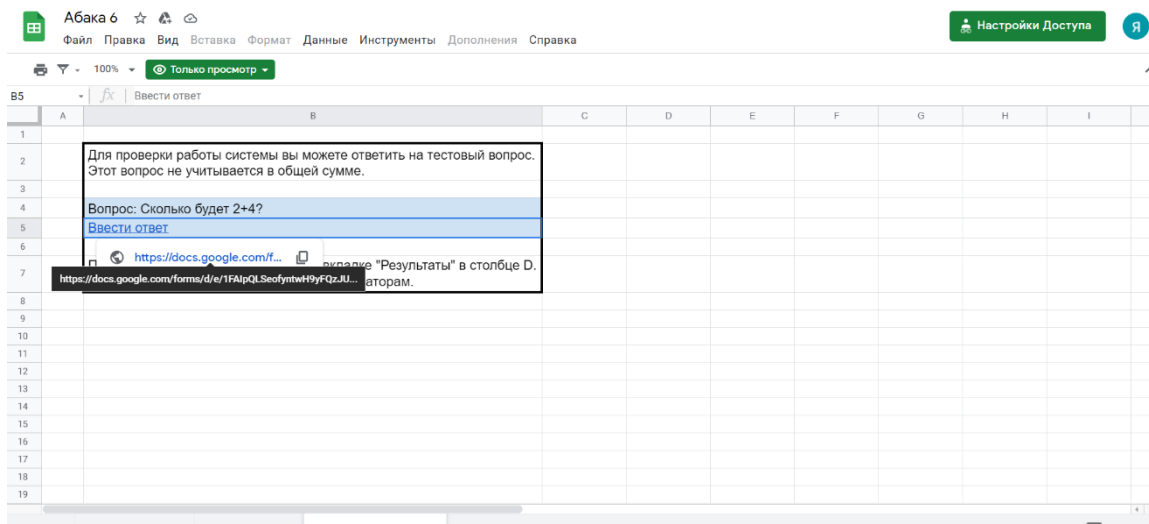 Абака 6
Файл Правка Вид Вставка Формат Данные Инструменты Дополнения Справка
Настройки Доступа
Я
100%
Только просмотр
B5
fx
Ввести ответ
A B C D E F G H I
1
2
Для проверки работы системы вы можете ответить на тестовый вопрос.
Этот вопрос не учитывается в общей сумме.
3
4
Вопрос: Сколько будет 2+4?
5
Ввести ответ
6
https://docs.google.com/f...
7
вкладке "Результаты" в столбце D.
https://docs.google.com/forms/d/e/1FAIpQLSeofyntwH9yFQzJU...
8
9
10
11
12
13
14
15
16
17
18
19